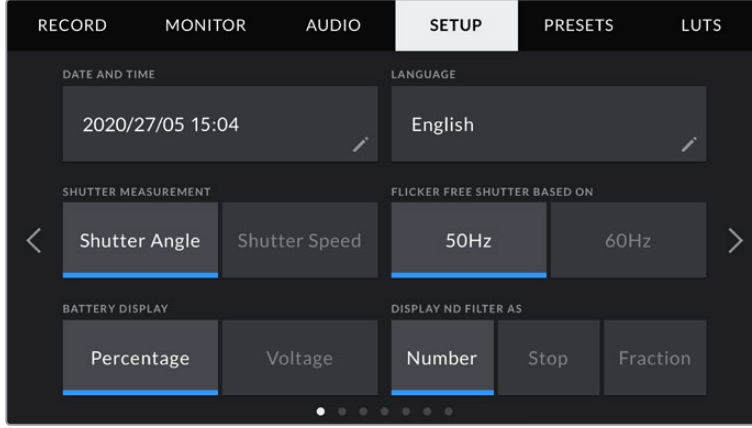 RECORD MONITOR AUDIO SETUP PRESETS LUTS
DATE AND TIME LANGUAGE
2020/27/05 15:04 English
SHUTTER MEASUREMENT FLICKER FREE SHUTTER BASED ON
Shutter Angle Shutter Speed 50Hz 60Hz
BATTERY DISPLAY DISPLAY ND FILTER AS
Percentage Voltage Number Stop Fraction